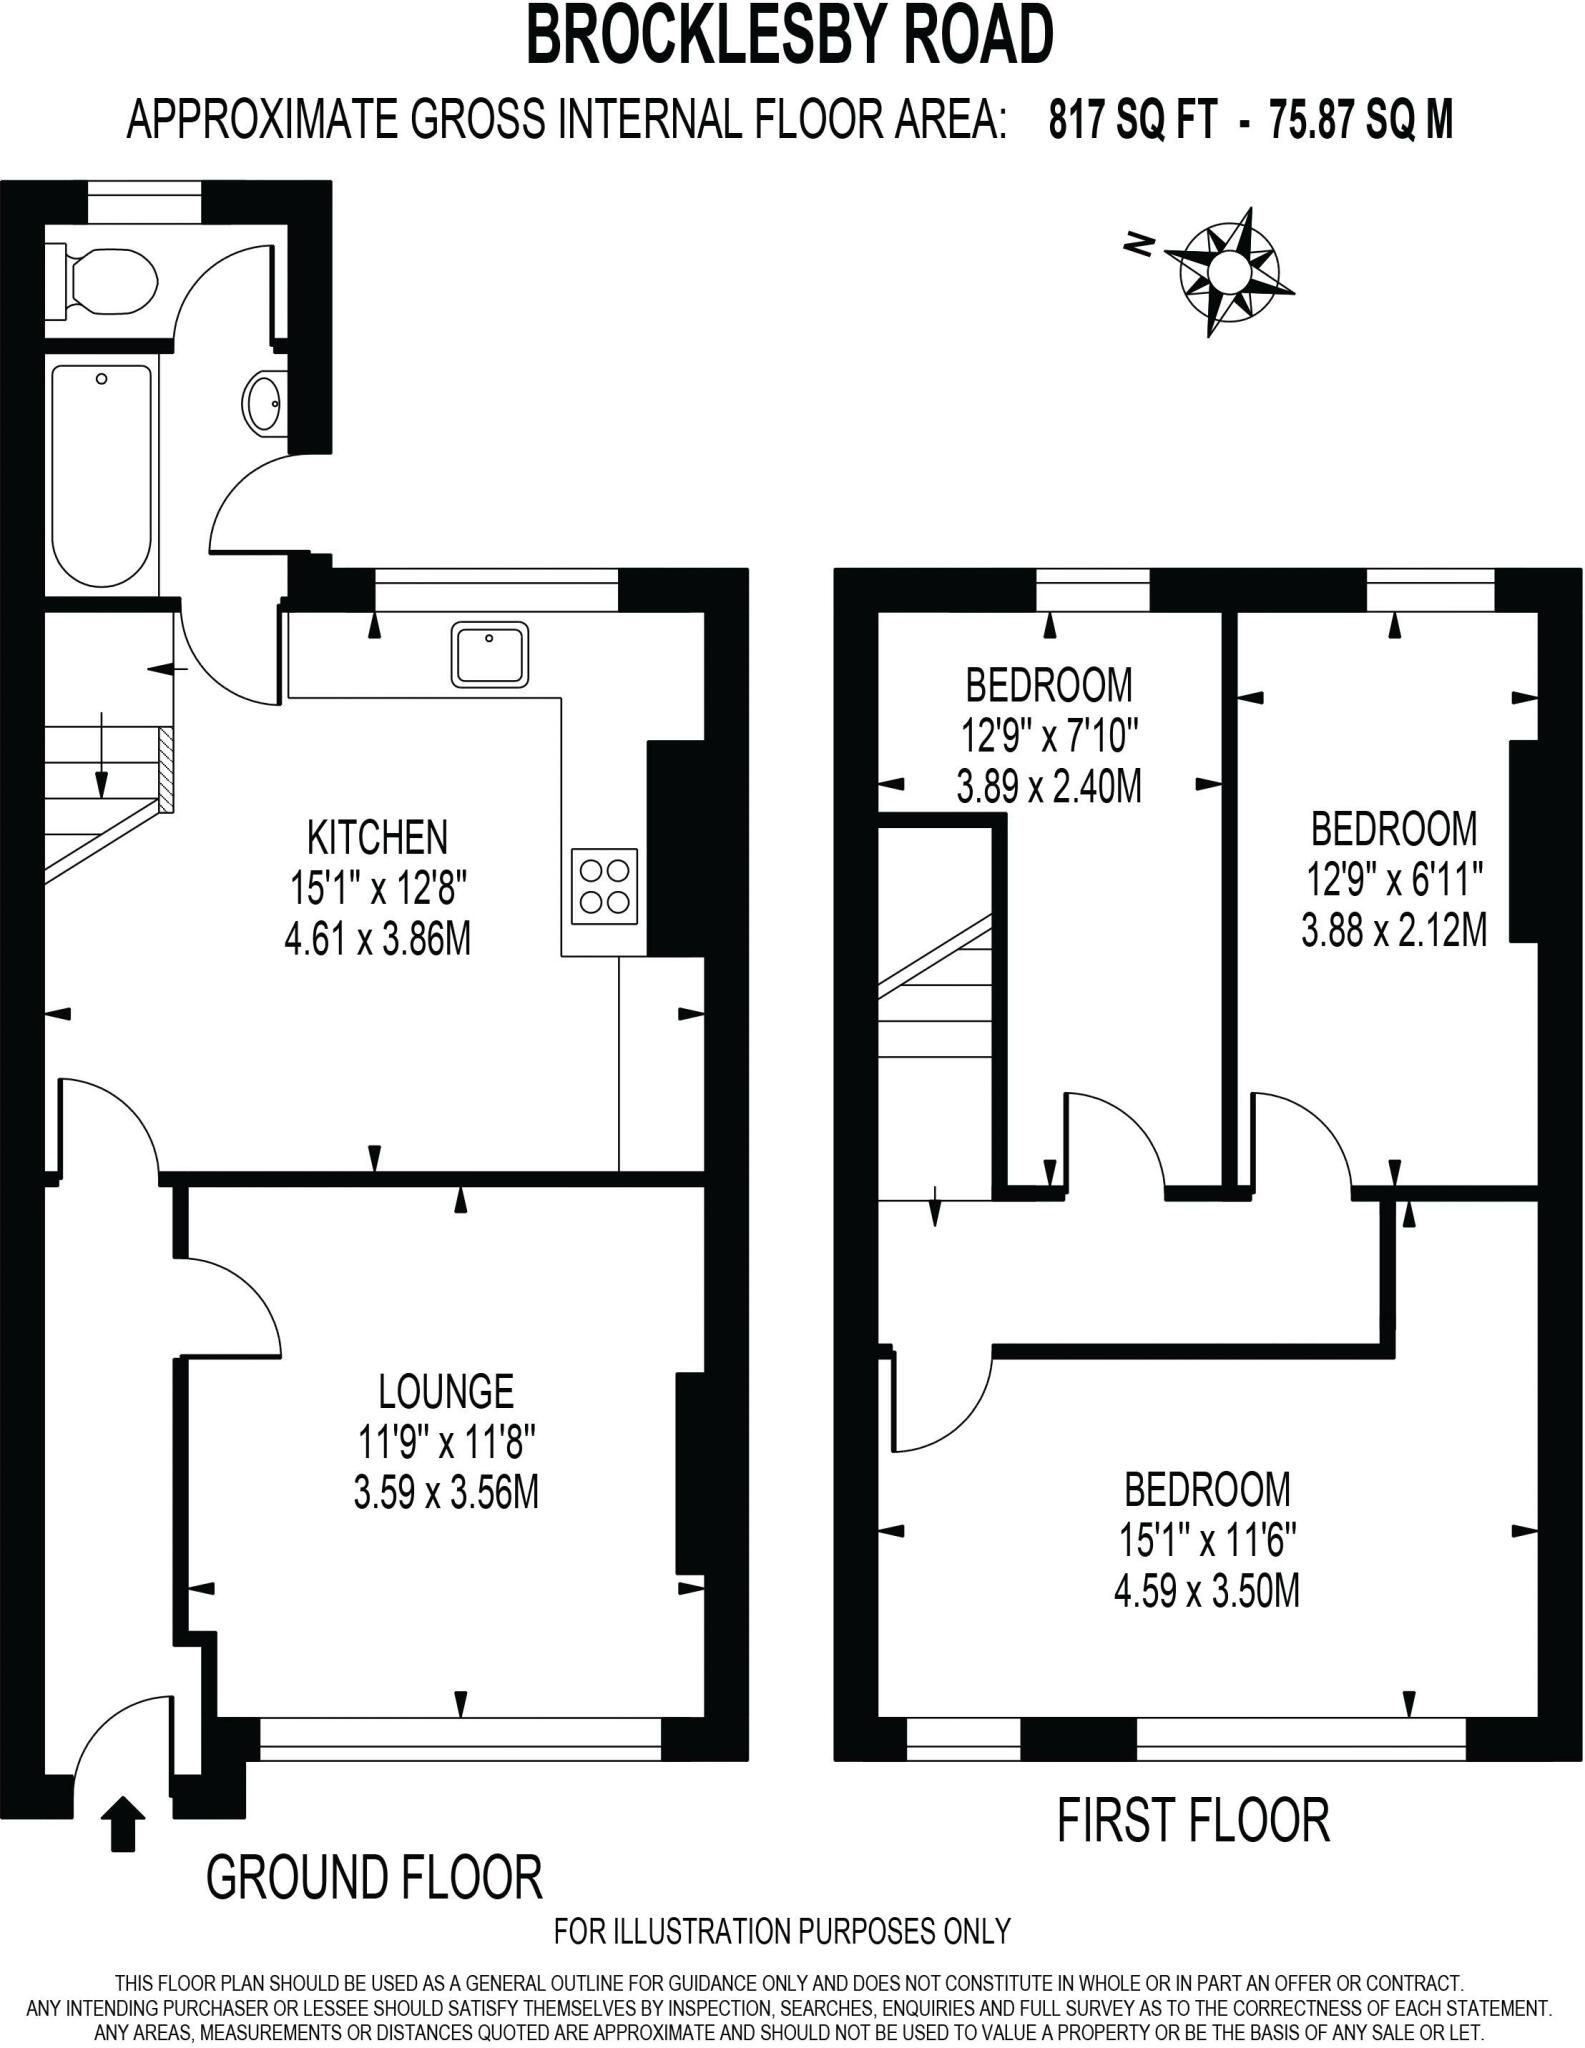 BROCKLESBY ROAD
APPROXIMATE GROSS INTERNAL FLOOR AREA: 817 SQ FT - 75.87 SQ M
N
KITCHEN
15'1" x 12'8"
4.61 x 3.86M
LOUNGE
11'9" x 11'8"
3.59 x 3.56M
GROUND FLOOR
BEDROOM
12'9" x 7'10"
3.89 x 2.40M
BEDROOM
12'9" x 6'11"
3.88 x 2.12M
BEDROOM
15'1" x 11'6"
4.59 x 3.50M
FIRST FLOOR
FOR ILLUSTRATION PURPOSES ONLY
THIS FLOOR PLAN SHOULD BE USED AS A GENERAL OUTLINE FOR GUIDANCE ONLY AND DOES NOT CONSTITUTE IN WHOLE OR IN PART AN OFFER OR CONTRACT.
ANY INTENDING PURCHASER OR LESSEE SHOULD SATISFY THEMSELVES BY INSPECTION, SEARCHES, ENQUIRIES AND FULL SURVEY AS TO THE CORRECTNESS OF EACH STATEMENT.
ANY AREAS, MEASUREMENTS OR DISTANCES QUOTED ARE APPROXIMATE AND SHOULD NOT BE USED TO VALUE A PROPERTY OR BE THE BASIS OF ANY SALE OR LET.